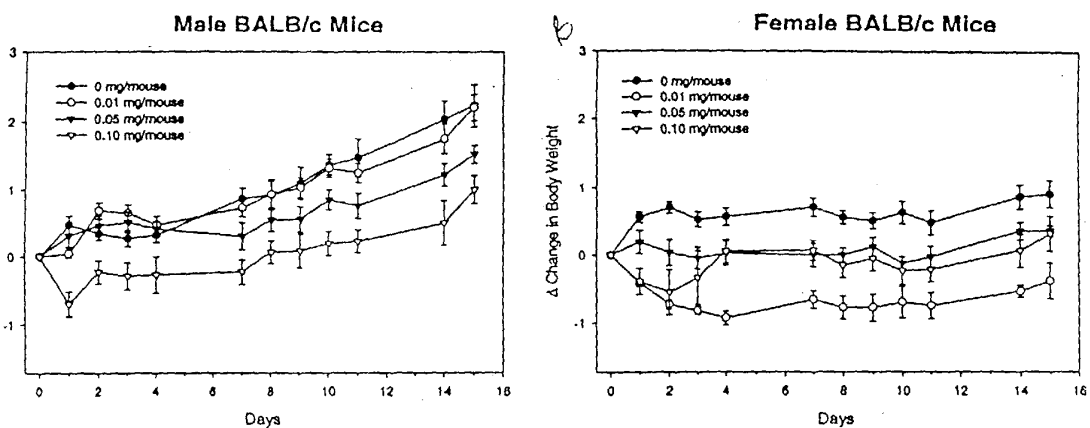 Male BALB/c Mice
3
2
1
0
-1
0 mg/mouse
0.01 mg/mouse
0.05 mg/mouse
0.10 mg/mouse
0 2 4 6 8 10 12 14 16
Days
Female BALB/c Mice
Δ Change in Body Weight
3
2
1
0
-1
0 mg/mouse
0.01 mg/mouse
0.05 mg/mouse
0.10 mg/mouse
0 2 4 6 8 10 12 14 16
Days